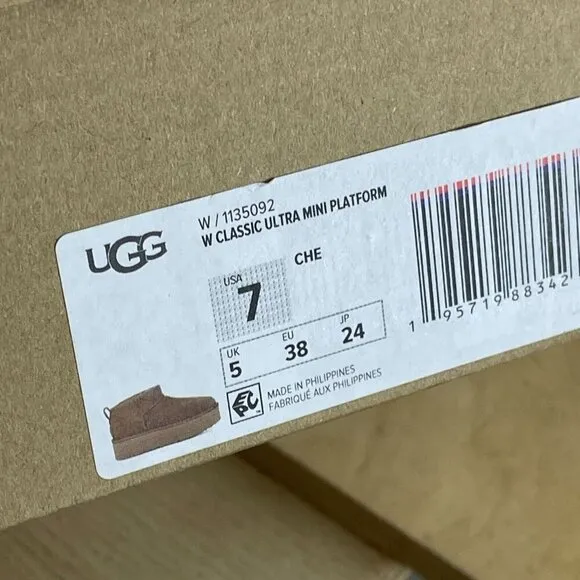 UGG
W / 1135092
W CLASSIC ULTRA MINI PLATFORM
CHE
USA
7
UK EU JP
5 38 24
EPC
MADE IN PHILIPPINES
FABRIQUÉ AUX PHILIPPINES
1 95719 88342